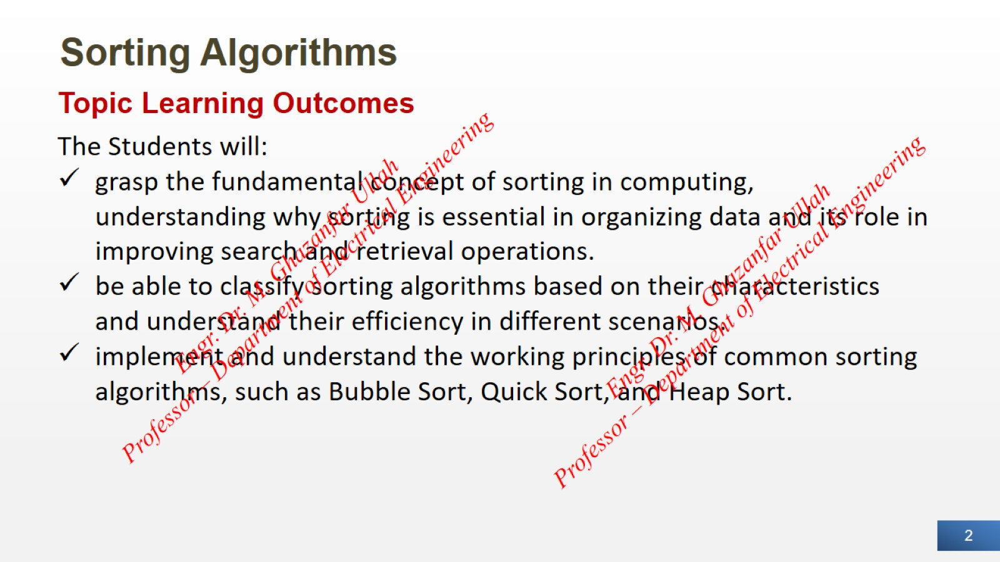 Sorting Algorithms
Topic Learning Outcomes
The Students will:
✓ grasp the fundamental concept of sorting in computing,
understanding why sorting is essential in organizing data and its role in
improving search and retrieval operations.
✓ be able to classify sorting algorithms based on their characteristics
and understand their efficiency in different scenarios.
✓ implement and understand the working principles of common sorting
algorithms, such as Bubble Sort, Quick Sort, and Heap Sort.
Engr. Dr. M. Ghazanfar Ullah
Professor – Department of Electrical Engineering
Engr. Dr. M. Ghazanfar Ullah
Professor – Department of Electrical Engineering
2